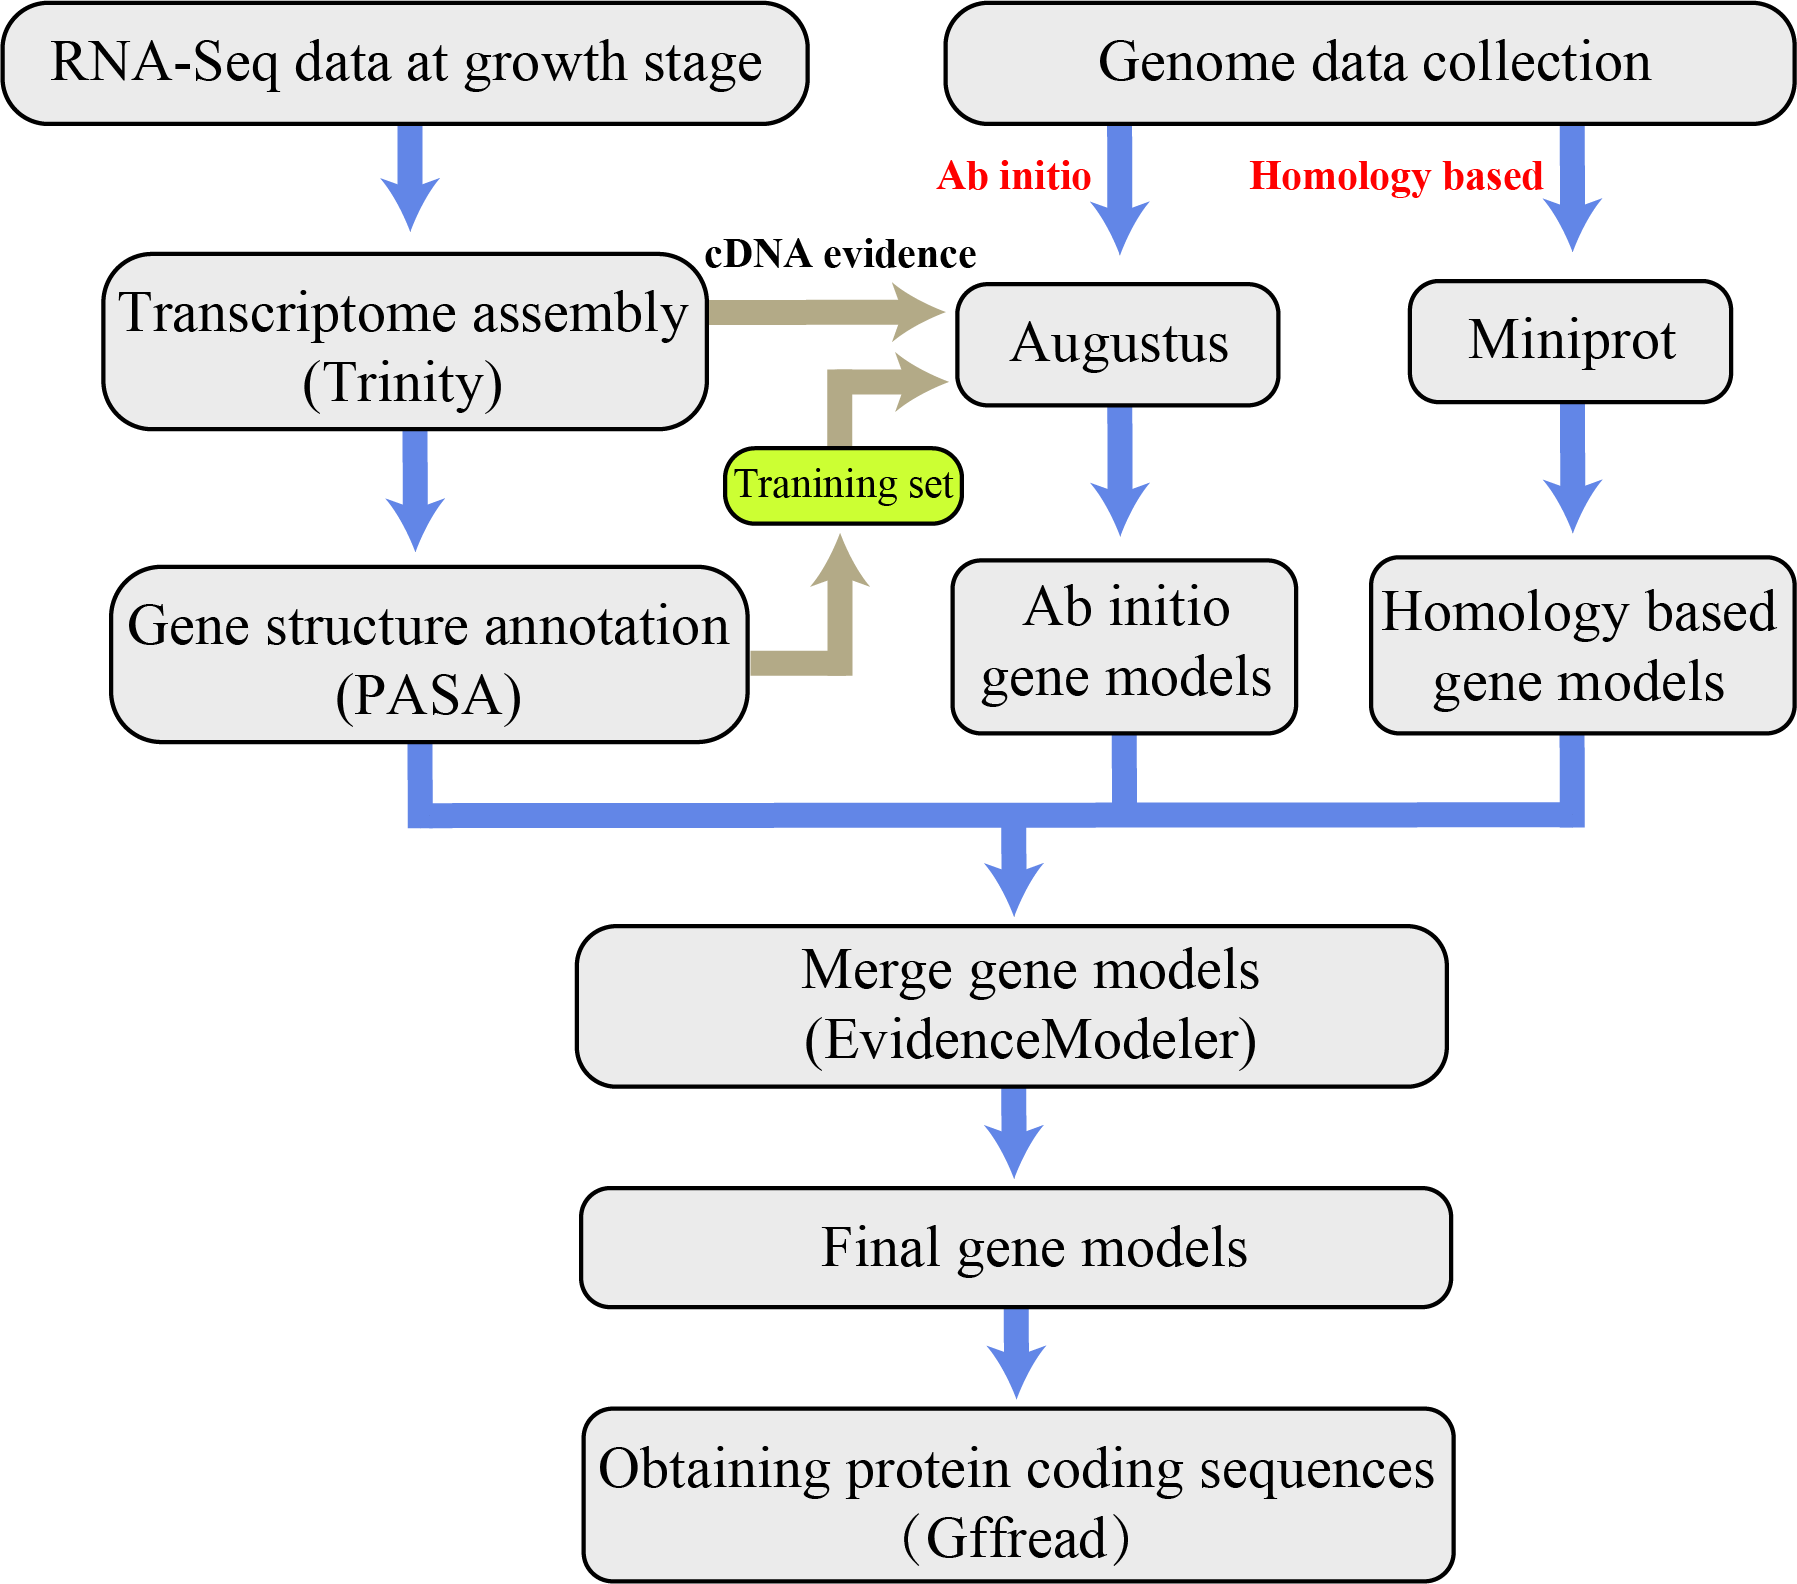 RNA-Seq data at growth stage
Genome data collection
Ab initio
Homology based
cDNA evidence
Transcriptome assembly
(Trinity)
Augustus
Miniprot
Tranining set
Gene structure annotation
(PASA)
Ab initio
gene models
Homology based
gene models
Merge gene models
(EvidenceModeler)
Final gene models
Obtaining protein coding sequences
（Gffread）